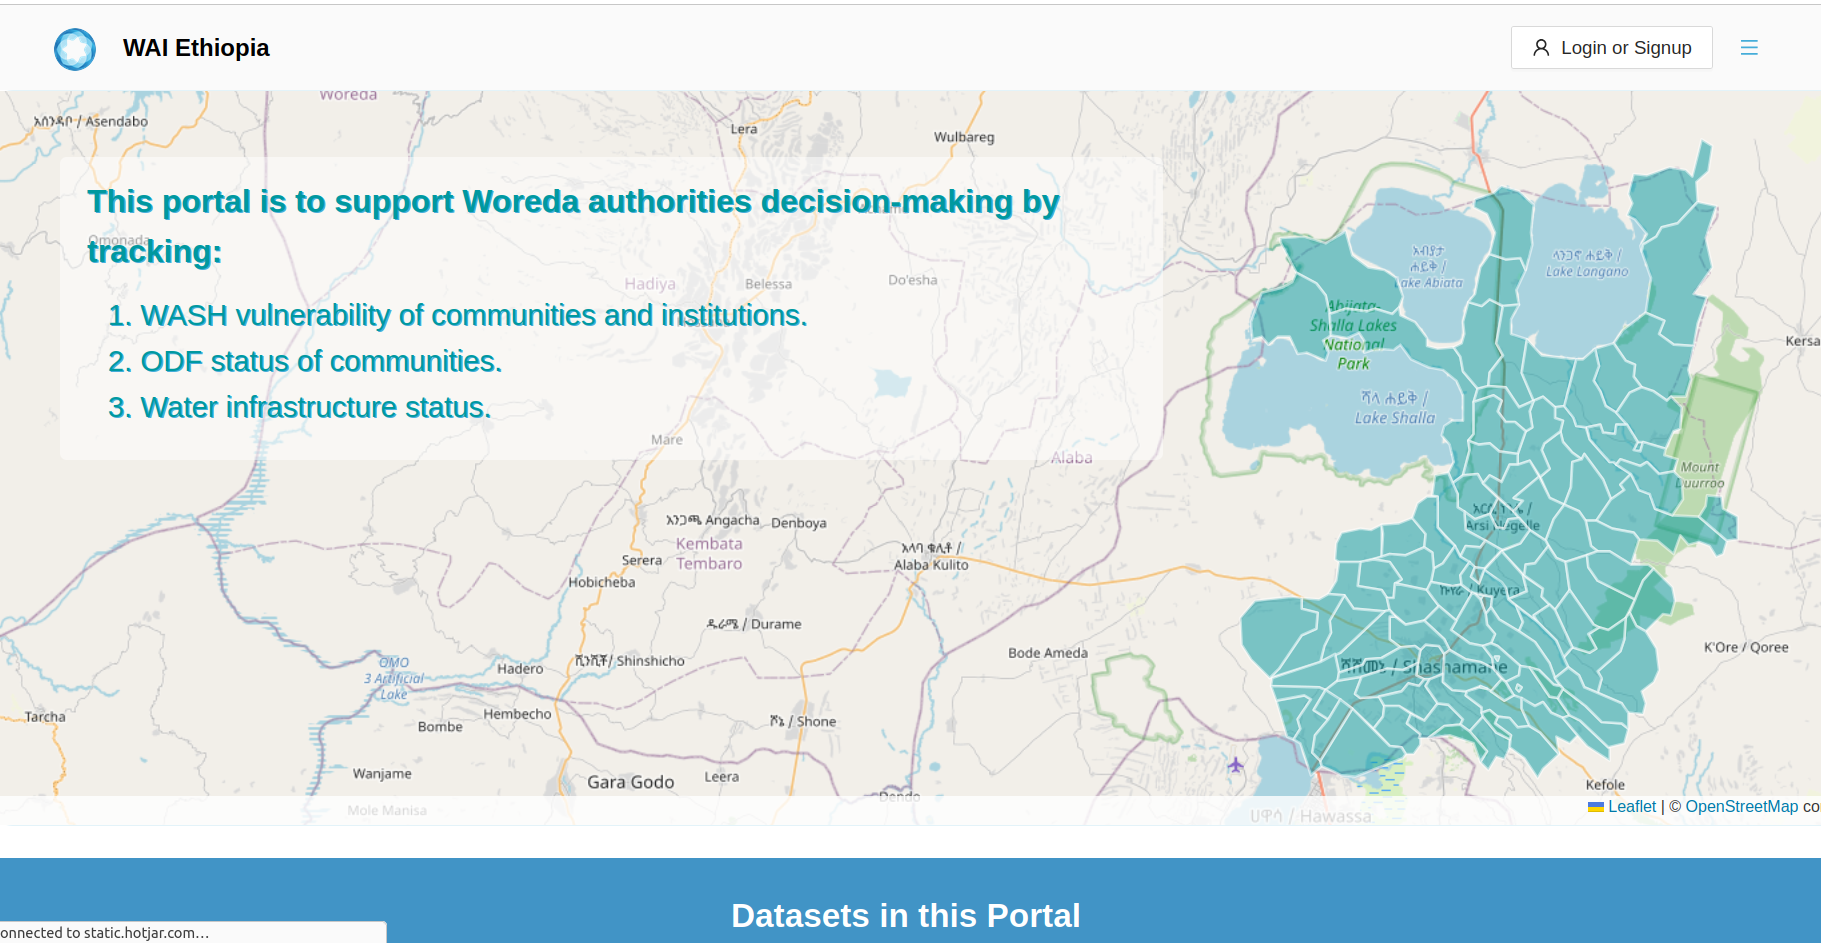 WAI Ethiopia
Login or Signup
Woreda
አሰንዳቦ / Asendabo
Lera
Wulbareg
This portal is to support Woreda authorities decision-making by
tracking:
Omonada
1. WASH vulnerability of communities and institutions.
2. ODF status of communities.
3. Water infrastructure status.
Hadiya
Belessa
Do'esha
Mare
Alaba
አብያታ
ሐይቅ /
Lake Abiata
ላንጋኖ ሐይቅ /
Lake Langano
Abijata-
Shalla Lakes
National
Park
ሻላ ሐይቅ /
Lake Shalla
Kersa
Mount
Duurroo
Arsi Negelle
አንጋጫ Angacha
Denboya
Kembata
Tembaro
Serera
Hobicheba
አላባ ቁሊቶ /
Alaba Kulito
ኩየራ / Kuyera
ዱራሜ / Durame
Bode Ameda
K'Ore / Qoree
ሺንሺቾ / Shinshicho
Hadero
ሻሸመኔ / Shashamane
OMO
3 Artificial
Lake
Tarcha
Bombe
Hembecho
ሾኔ / Shone
Wanjame
Gara Godo
Leera
Kefole
Dendo
Mole Manisa
ሀዋሳ / Hawassa
Leaflet | © OpenStreetMap co
Datasets in this Portal
onnected to static.hotjar.com…